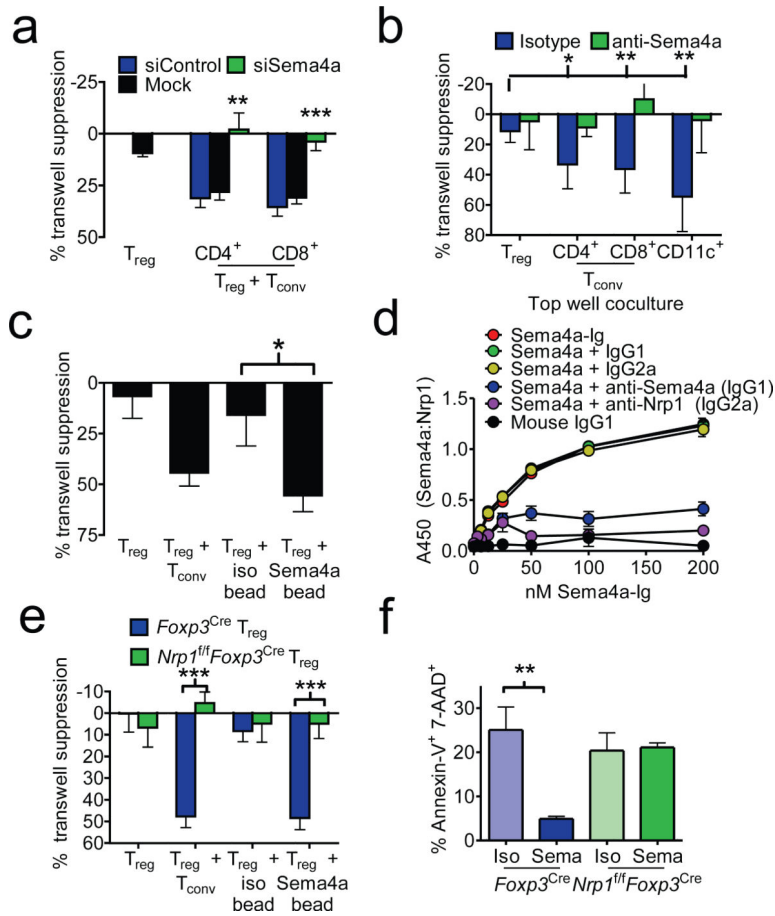 a
siControl siSema4a
Mock
% transwell suppression
-25
0
25
50
** ***
Treg CD4+ CD8+
Treg + Tconv
b
Isotype anti-Sema4a
% transwell suppression
-20
0
20
40
60
80
* ** **
Treg CD4+ CD8+ CD11c+
Tconv
Top well coculture
c
% transwell suppression
0
25
50
75
*
Treg Treg + Treg + Treg +
Tconv iso Sema4a
bead bead
d
Sema4a-Ig
Sema4a + IgG1
Sema4a + IgG2a
Sema4a + anti-Sema4a (IgG1)
Sema4a + anti-Nrp1 (IgG2a)
Mouse IgG1
A450 (Sema4a:Nrp1)
1.5
1.0
0.5
0.0
0 50 100 150 200
nM Sema4a-Ig
e
Foxp3Cre Treg
Nrp1f/fFoxp3Cre Treg
% transwell suppression
-10
0
10
20
30
40
50
60
*** ***
Treg Treg + Treg + Treg +
Tconv iso Sema4a
bead bead
f
% Annexin-V+ 7-AAD+
30
20
10
0
**
Iso Sema Iso Sema
Foxp3Cre Nrp1f/fFoxp3Cre